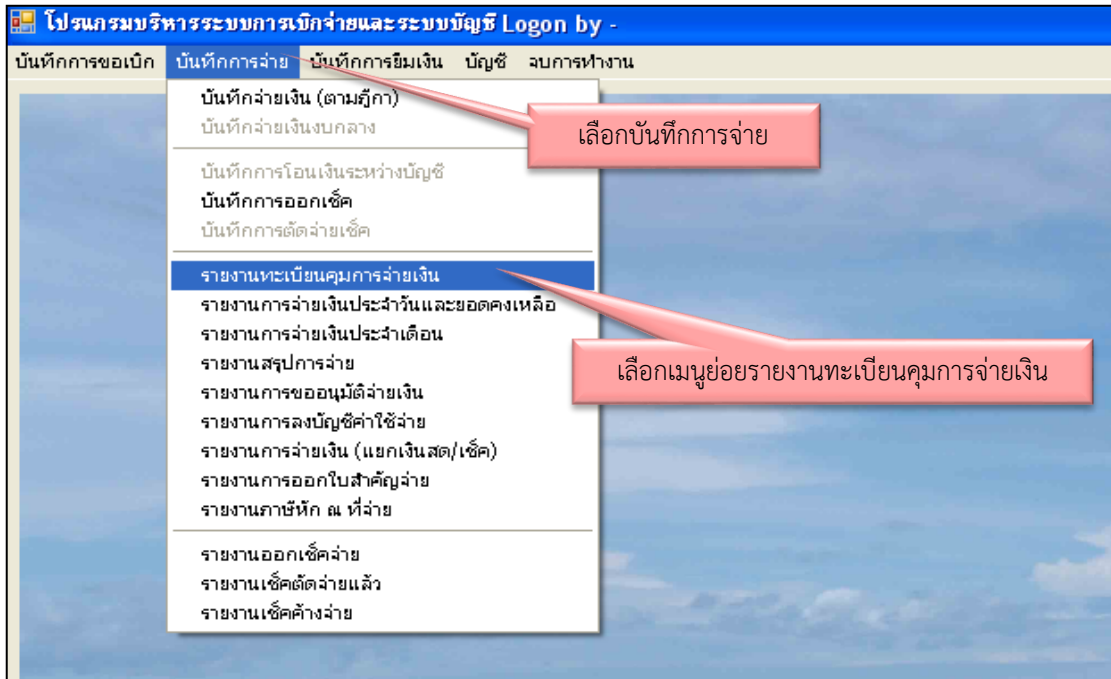 โปรแกรมบริหารระบบการเบิกจ่ายและระบบบัญชี Logon by -
บันทึกการขอเบิก บันทึกการจ่าย บันทึกการยืมเงิน บัญชี จบการทำงาน
บันทึกจ่ายเงิน (ตามฎีกา)
บันทึกจ่ายเงินงบกลาง
เลือกบันทึกการจ่าย
บันทึกการโอนเงินระหว่างบัญชี
บันทึกการออกเช็ค
บันทึกการตัดจ่ายเช็ค
รายงานทะเบียนคุมการจ่ายเงิน
รายงานการจ่ายเงินประจำวันและยอดคงเหลือ
รายงานการจ่ายเงินประจำเดือน
รายงานสรุปการจ่าย
เลือกเมนูย่อยรายงานทะเบียนคุมการจ่ายเงิน
รายงานการขออนุมัติจ่ายเงิน
รายงานการลงบัญชีค่าใช้จ่าย
รายงานการจ่ายเงิน (แยกเงินสด/เช็ค)
รายงานการออกใบสำคัญจ่าย
รายงานภาษีหัก ณ ที่จ่าย
รายงานออกเช็คจ่าย
รายงานเช็คตัดจ่ายแล้ว
รายงานเช็คค้างจ่าย